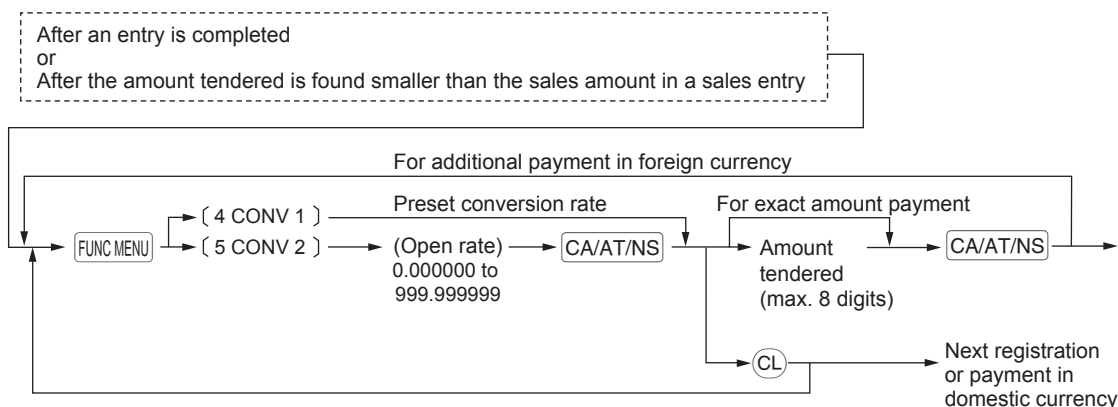 After an entry is completed
or
After the amount tendered is found smaller than the sales amount in a sales entry
For additional payment in foreign currency
〔 4 CONV 1 〕
Preset conversion rate
For exact amount payment
FUNC MENU
〔 5 CONV 2 〕
(Open rate)
0.000000 to
999.999999
CA/AT/NS
Amount
tendered
(max. 8 digits)
CA/AT/NS
CL
Next registration
or payment in
domestic currency